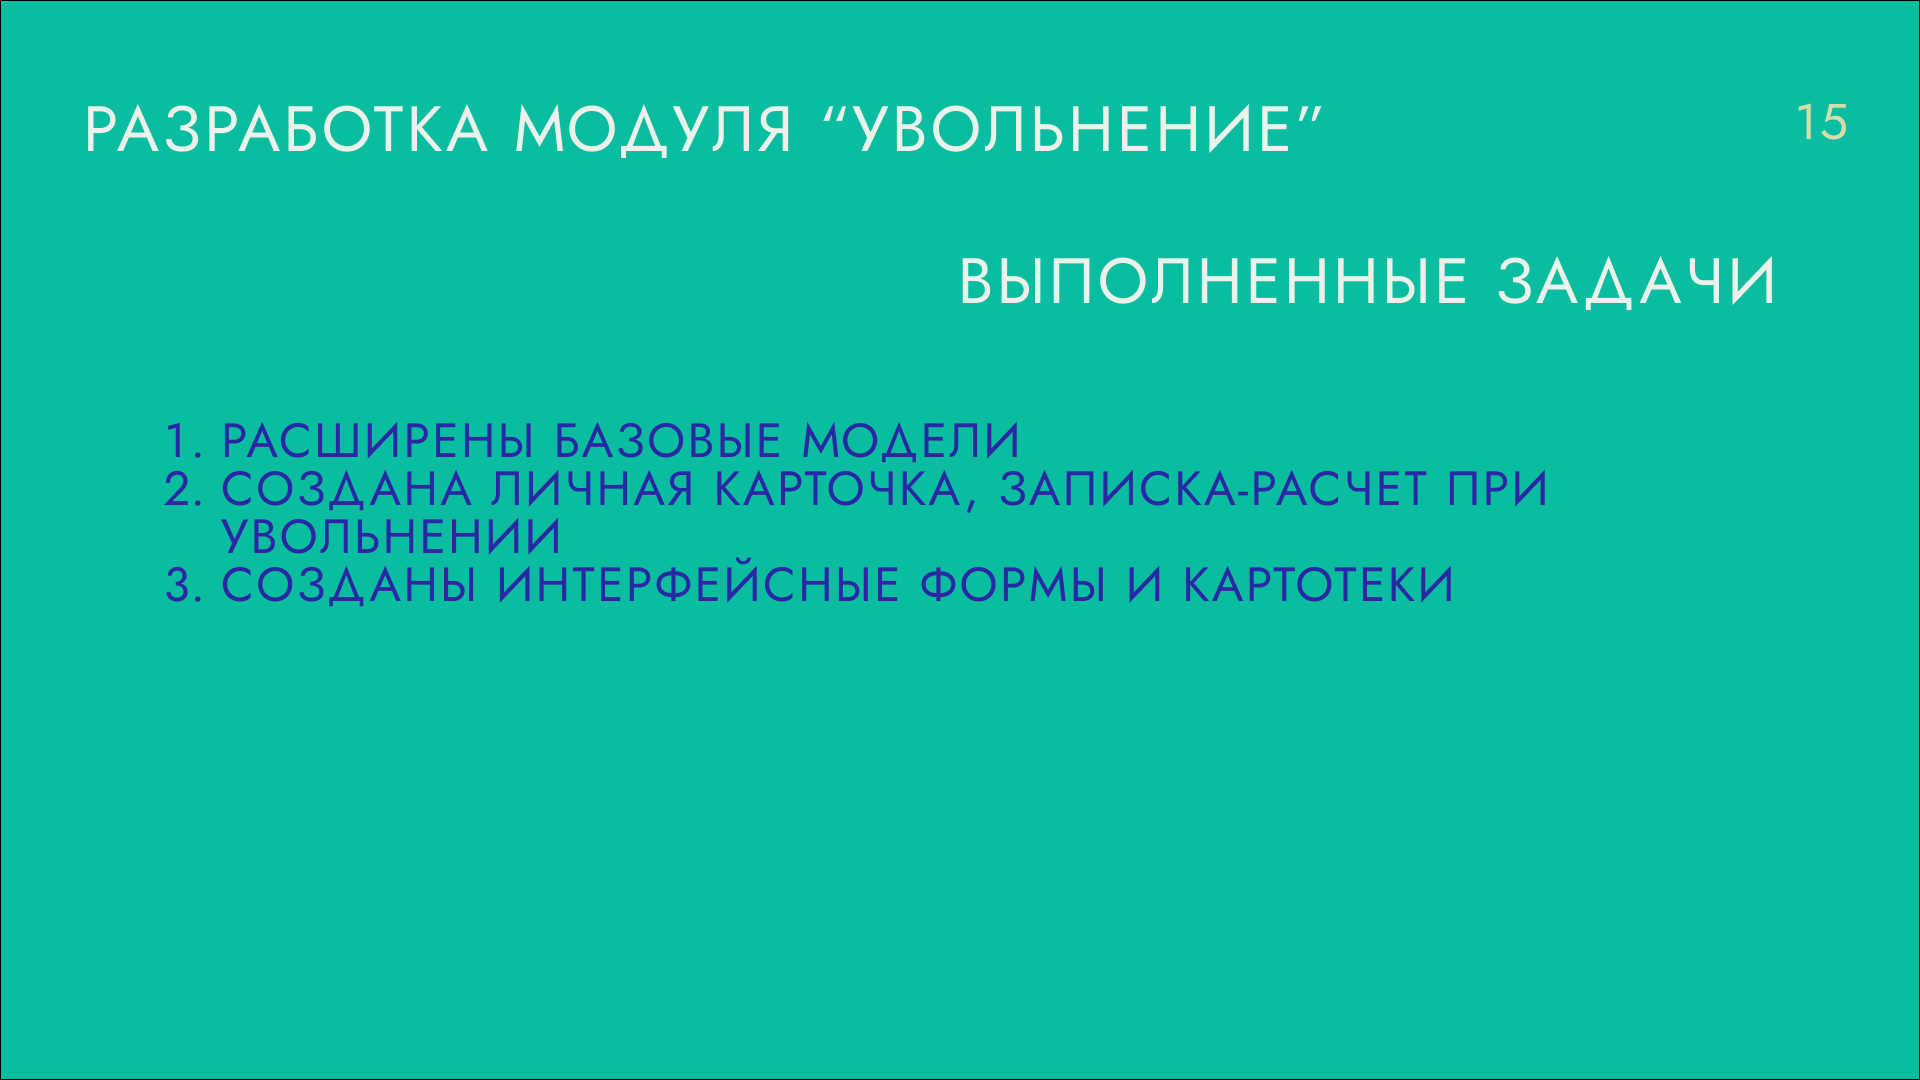 РАЗРАБОТКА МОДУЛЯ “УВОЛЬНЕНИЕ”
15
ВЫПОЛНЕННЫЕ ЗАДАЧИ
1. РАСШИРЕНЫ БАЗОВЫЕ МОДЕЛИ
2. СОЗДАНА ЛИЧНАЯ КАРТОЧКА, ЗАПИСКА-РАСЧЕТ ПРИ
УВОЛЬНЕНИИ
3. СОЗДАНЫ ИНТЕРФЕЙСНЫЕ ФОРМЫ И КАРТОТЕКИ